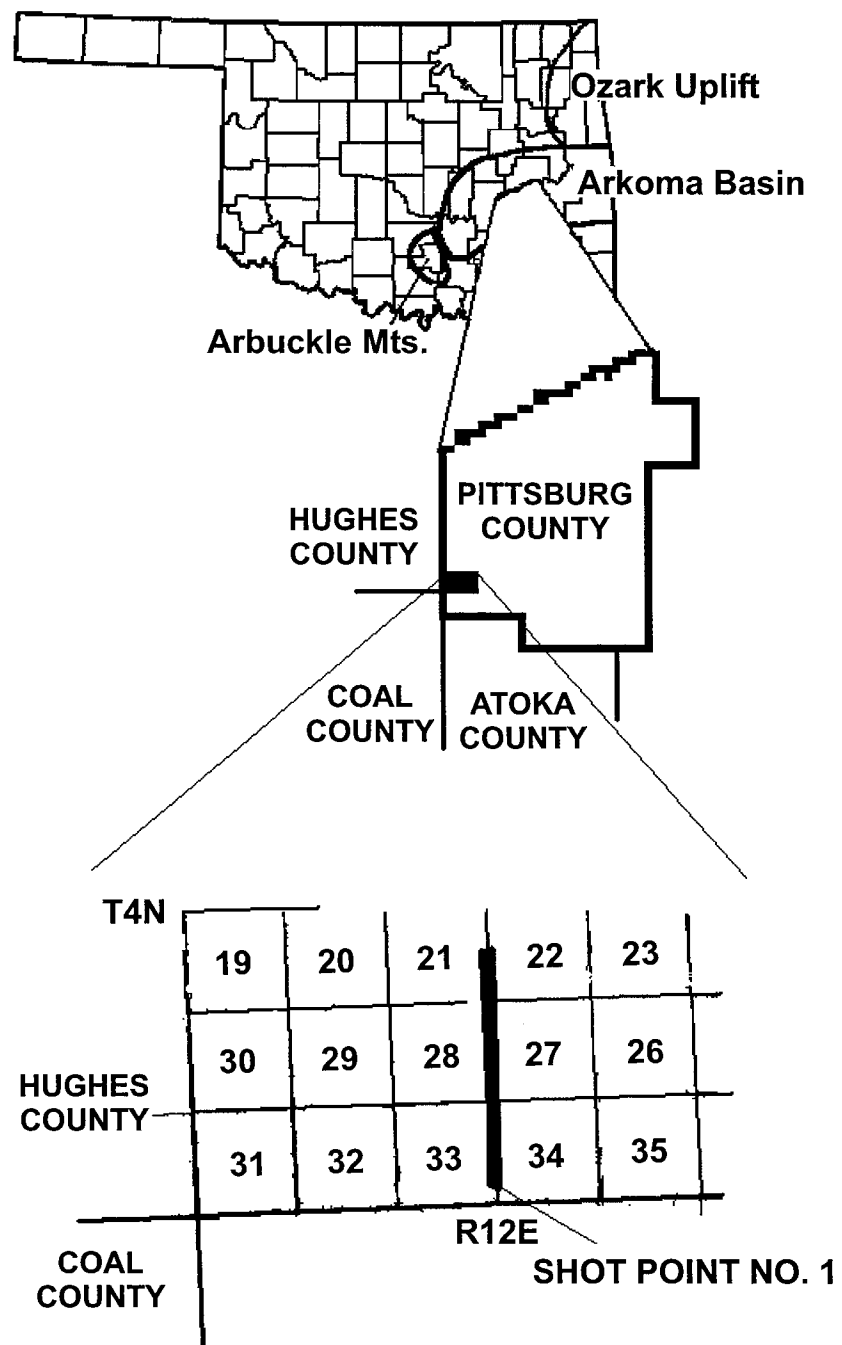 Ozark Uplift
Arkoma Basin
Arbuckle Mts.
PITTSBURG
COUNTY
HUGHES
COUNTY
COAL
COUNTY
ATOKA
COUNTY
T4N
19 20 21 22 23
30 29 28 27 26
HUGHES
COUNTY
31 32 33 34 35
R12E
SHOT POINT NO. 1
COAL
COUNTY